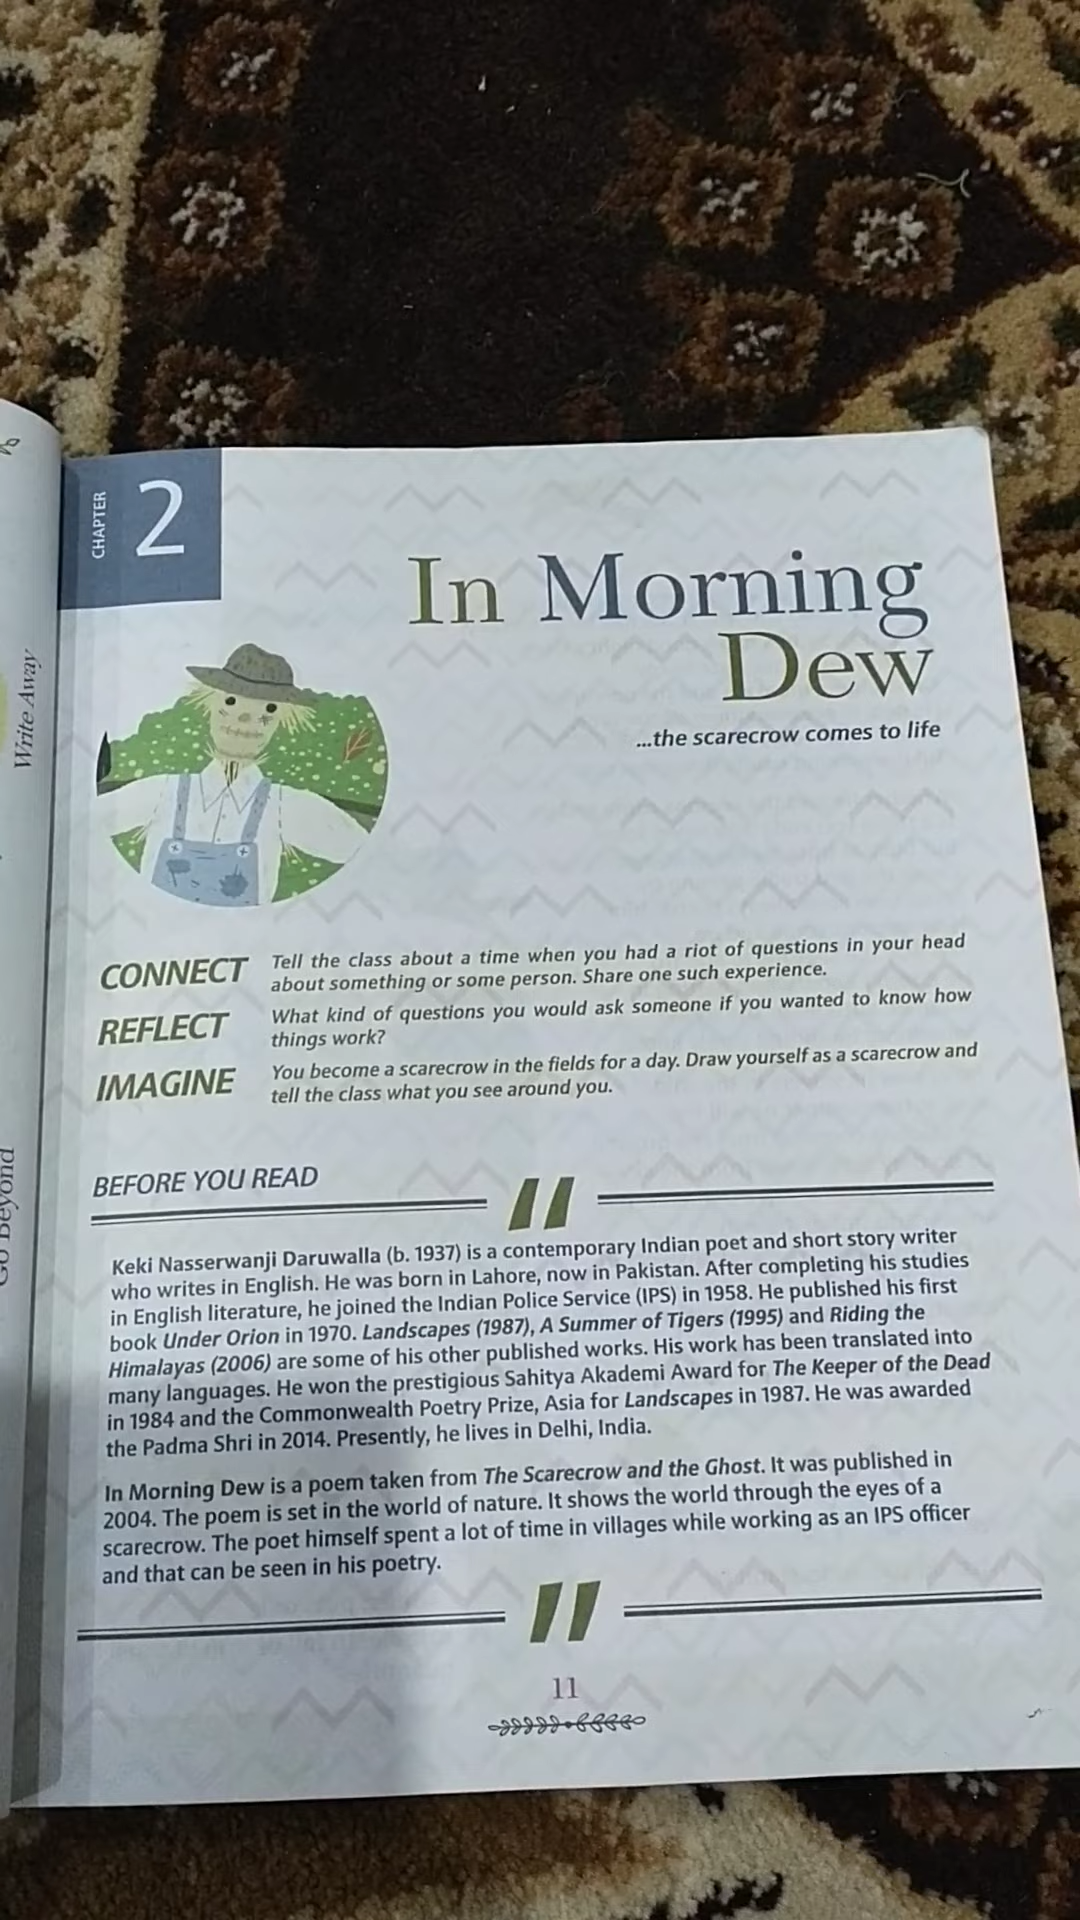 CHAPTER
2
In Morning
Dew
...the scarecrow comes to life
CONNECT
Tell the class about a time when you had a riot of questions in your head
about something or some person. Share one such experience.
REFLECT
What kind of questions you would ask someone if you wanted to know how
things work?
IMAGINE
You become a scarecrow in the fields for a day. Draw yourself as a scarecrow and
tell the class what you see around you.
BEFORE YOU READ
Keki Nasserwanji Daruwalla (b. 1937) is a contemporary Indian poet and short story writer
who writes in English. He was born in Lahore, now in Pakistan. After completing his studies
in English literature, he joined the Indian Police Service (IPS) in 1958. He published his first
book Under Orion in 1970. Landscapes (1987), A Summer of Tigers (1995) and Riding the
Himalayas (2006) are some of his other published works. His work has been translated into
many languages. He won the prestigious Sahitya Akademi Award for The Keeper of the Dead
in 1984 and the Commonwealth Poetry Prize, Asia for Landscapes in 1987. He was awarded
the Padma Shri in 2014. Presently, he lives in Delhi, India.
In Morning Dew is a poem taken from The Scarecrow and the Ghost. It was published in
2004. The poem is set in the world of nature. It shows the world through the eyes of a
scarecrow. The poet himself spent a lot of time in villages while working as an IPS officer
and that can be seen in his poetry.
11
Write Away
Go Beyond